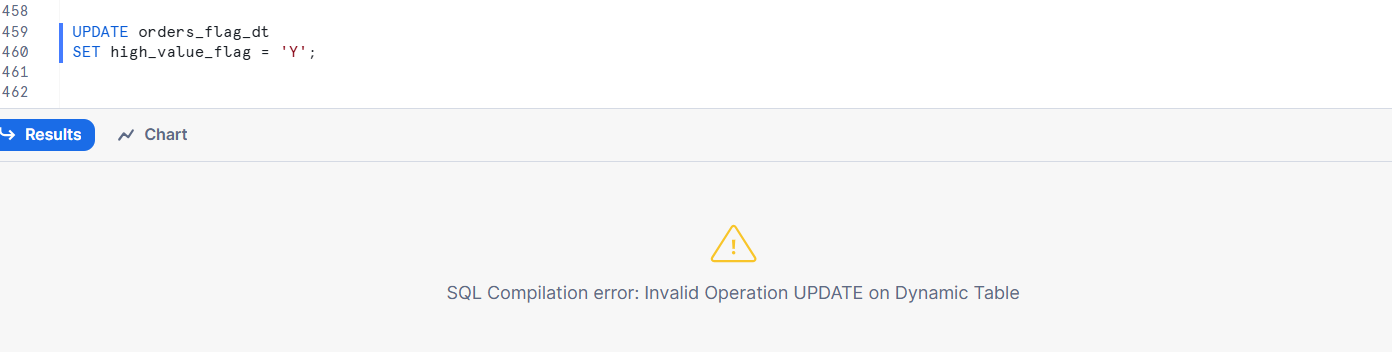 458
459 UPDATE orders_flag_dt
460 SET high_value_flag = 'Y';
461
462
Results Chart
SQL Compilation error: Invalid Operation UPDATE on Dynamic Table